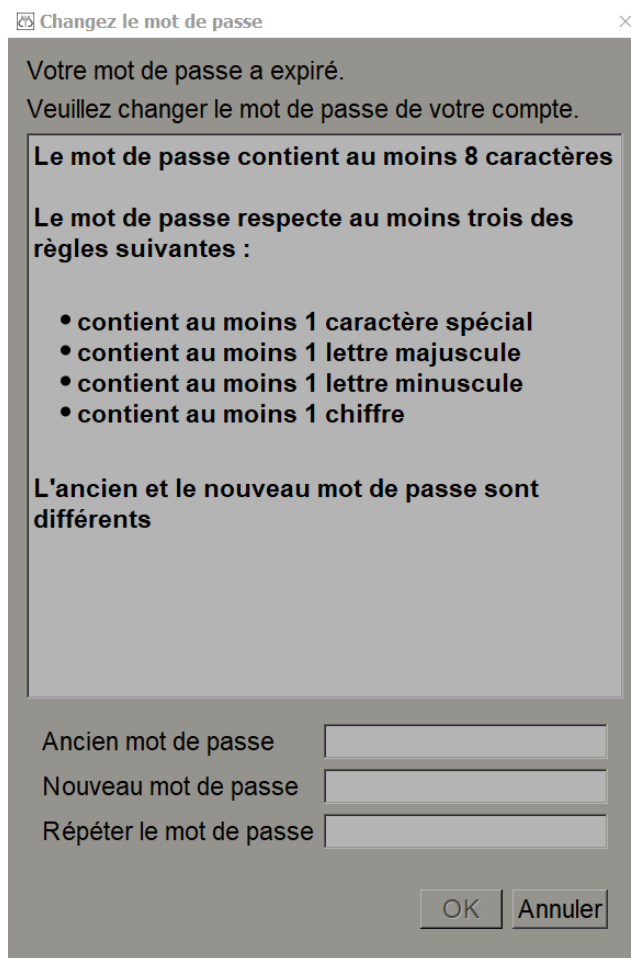 Changez le mot de passe
Votre mot de passe a expiré.
Veuillez changer le mot de passe de votre compte.
Le mot de passe contient au moins 8 caractères
Le mot de passe respecte au moins trois des
règles suivantes :
• contient au moins 1 caractère spécial
• contient au moins 1 lettre majuscule
• contient au moins 1 lettre minuscule
• contient au moins 1 chiffre
L'ancien et le nouveau mot de passe sont
différents
Ancien mot de passe
Nouveau mot de passe
Répéter le mot de passe
OK Annuler